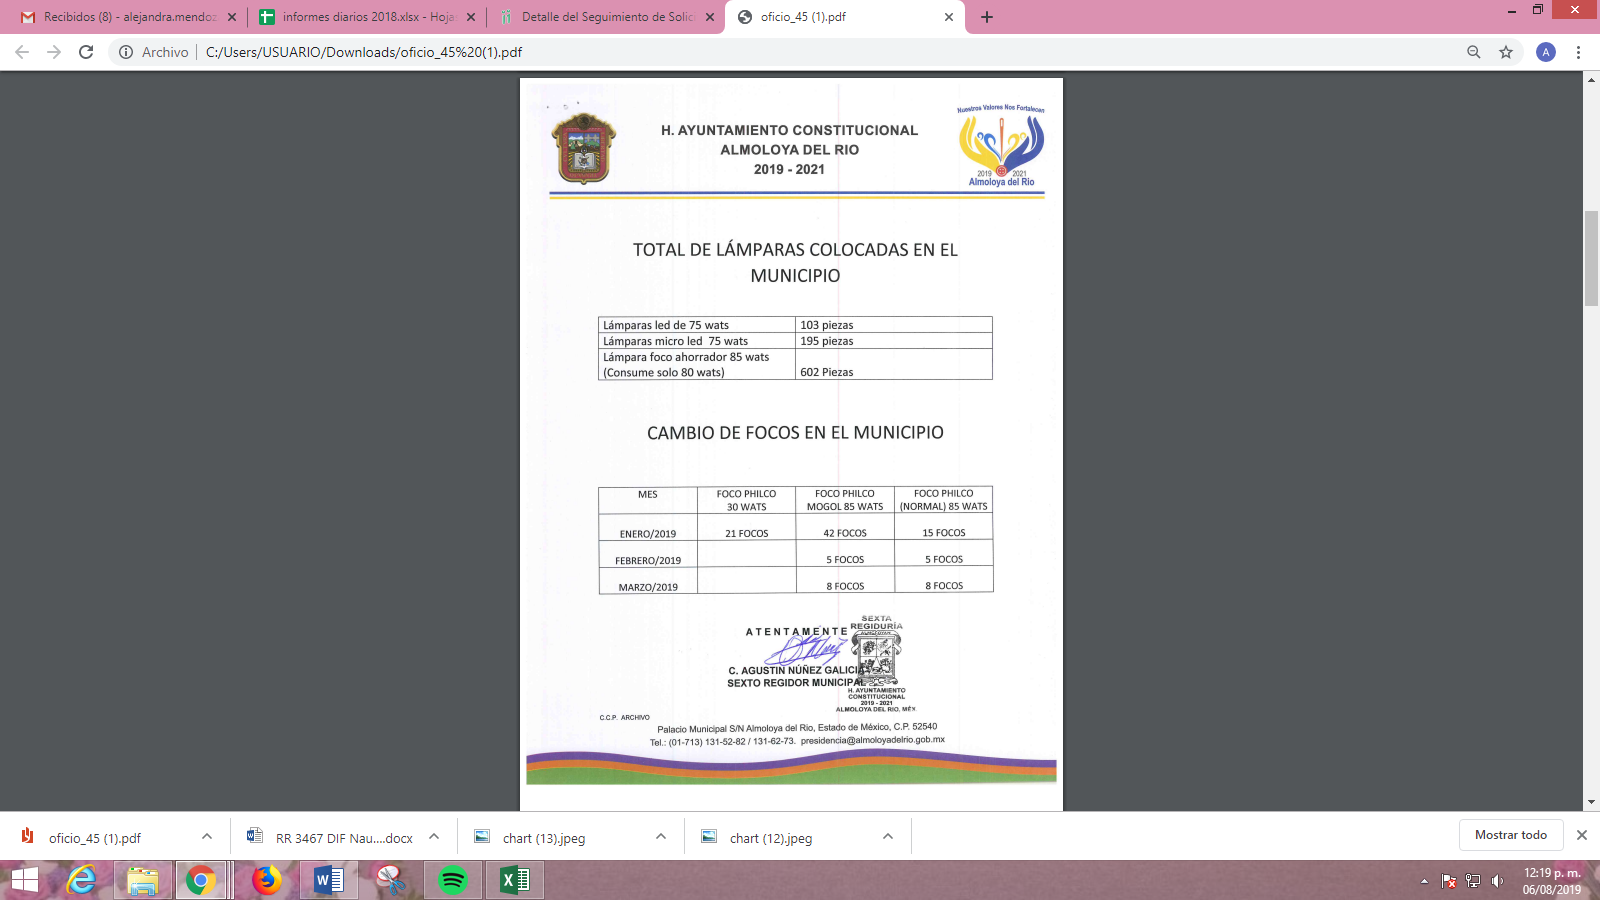 Recibidos (8) - alejandra.mendoz
informes diarios 2018.xlsx - Hoja
Detalle del Seguimiento de Solic
oficio_45 (1).pdf
Archivo
C:/Users/USUARIO/Downloads/oficio_45%20(1).pdf
A
H. AYUNTAMIENTO CONSTITUCIONAL
ALMOLOYA DEL RIO
2019 - 2021
Nuestros Valores Nos Fortalecen
2019 2021
Almoloya del Rio
TOTAL DE LÁMPARAS COLOCADAS EN EL
MUNICIPIO
Lámparas led de 75 wats 103 piezas
Lámparas micro led 75 wats 195 piezas
Lámpara foco ahorrador 85 wats
(Consume solo 80 wats) 602 Piezas
CAMBIO DE FOCOS EN EL MUNICIPIO
MES FOCO PHILCO FOCO PHILCO FOCO PHILCO
30 WATS MOGOL 85 WATS (NORMAL) 85 WATS
ENERO/2019 21 FOCOS 42 FOCOS 15 FOCOS
FEBRERO/2019 5 FOCOS 5 FOCOS
MARZO/2019 8 FOCOS 8 FOCOS
SEXTA
REGIDURÍA
ATENTAMENTE
C. AGUSTIN NÚÑEZ GALICIA
SEXTO REGIDOR MUNICIPAL
H. AYUNTAMIENTO
CONSTITUCIONAL
2019 - 2021
ALMOLOYA DEL RIO, MÉX.
C.C.P. ARCHIVO
Palacio Municipal S/N Almoloya del Rio, Estado de México, C.P. 52540
Tel.: (01-713) 131-52-82 / 131-62-73. presidencia@almoloyadelrio.gob.mx
oficio_45 (1).pdf
RR 3467 DIF Nau....docx
chart (13).jpeg
chart (12).jpeg
Mostrar todo
12:19 p. m.
06/08/2019